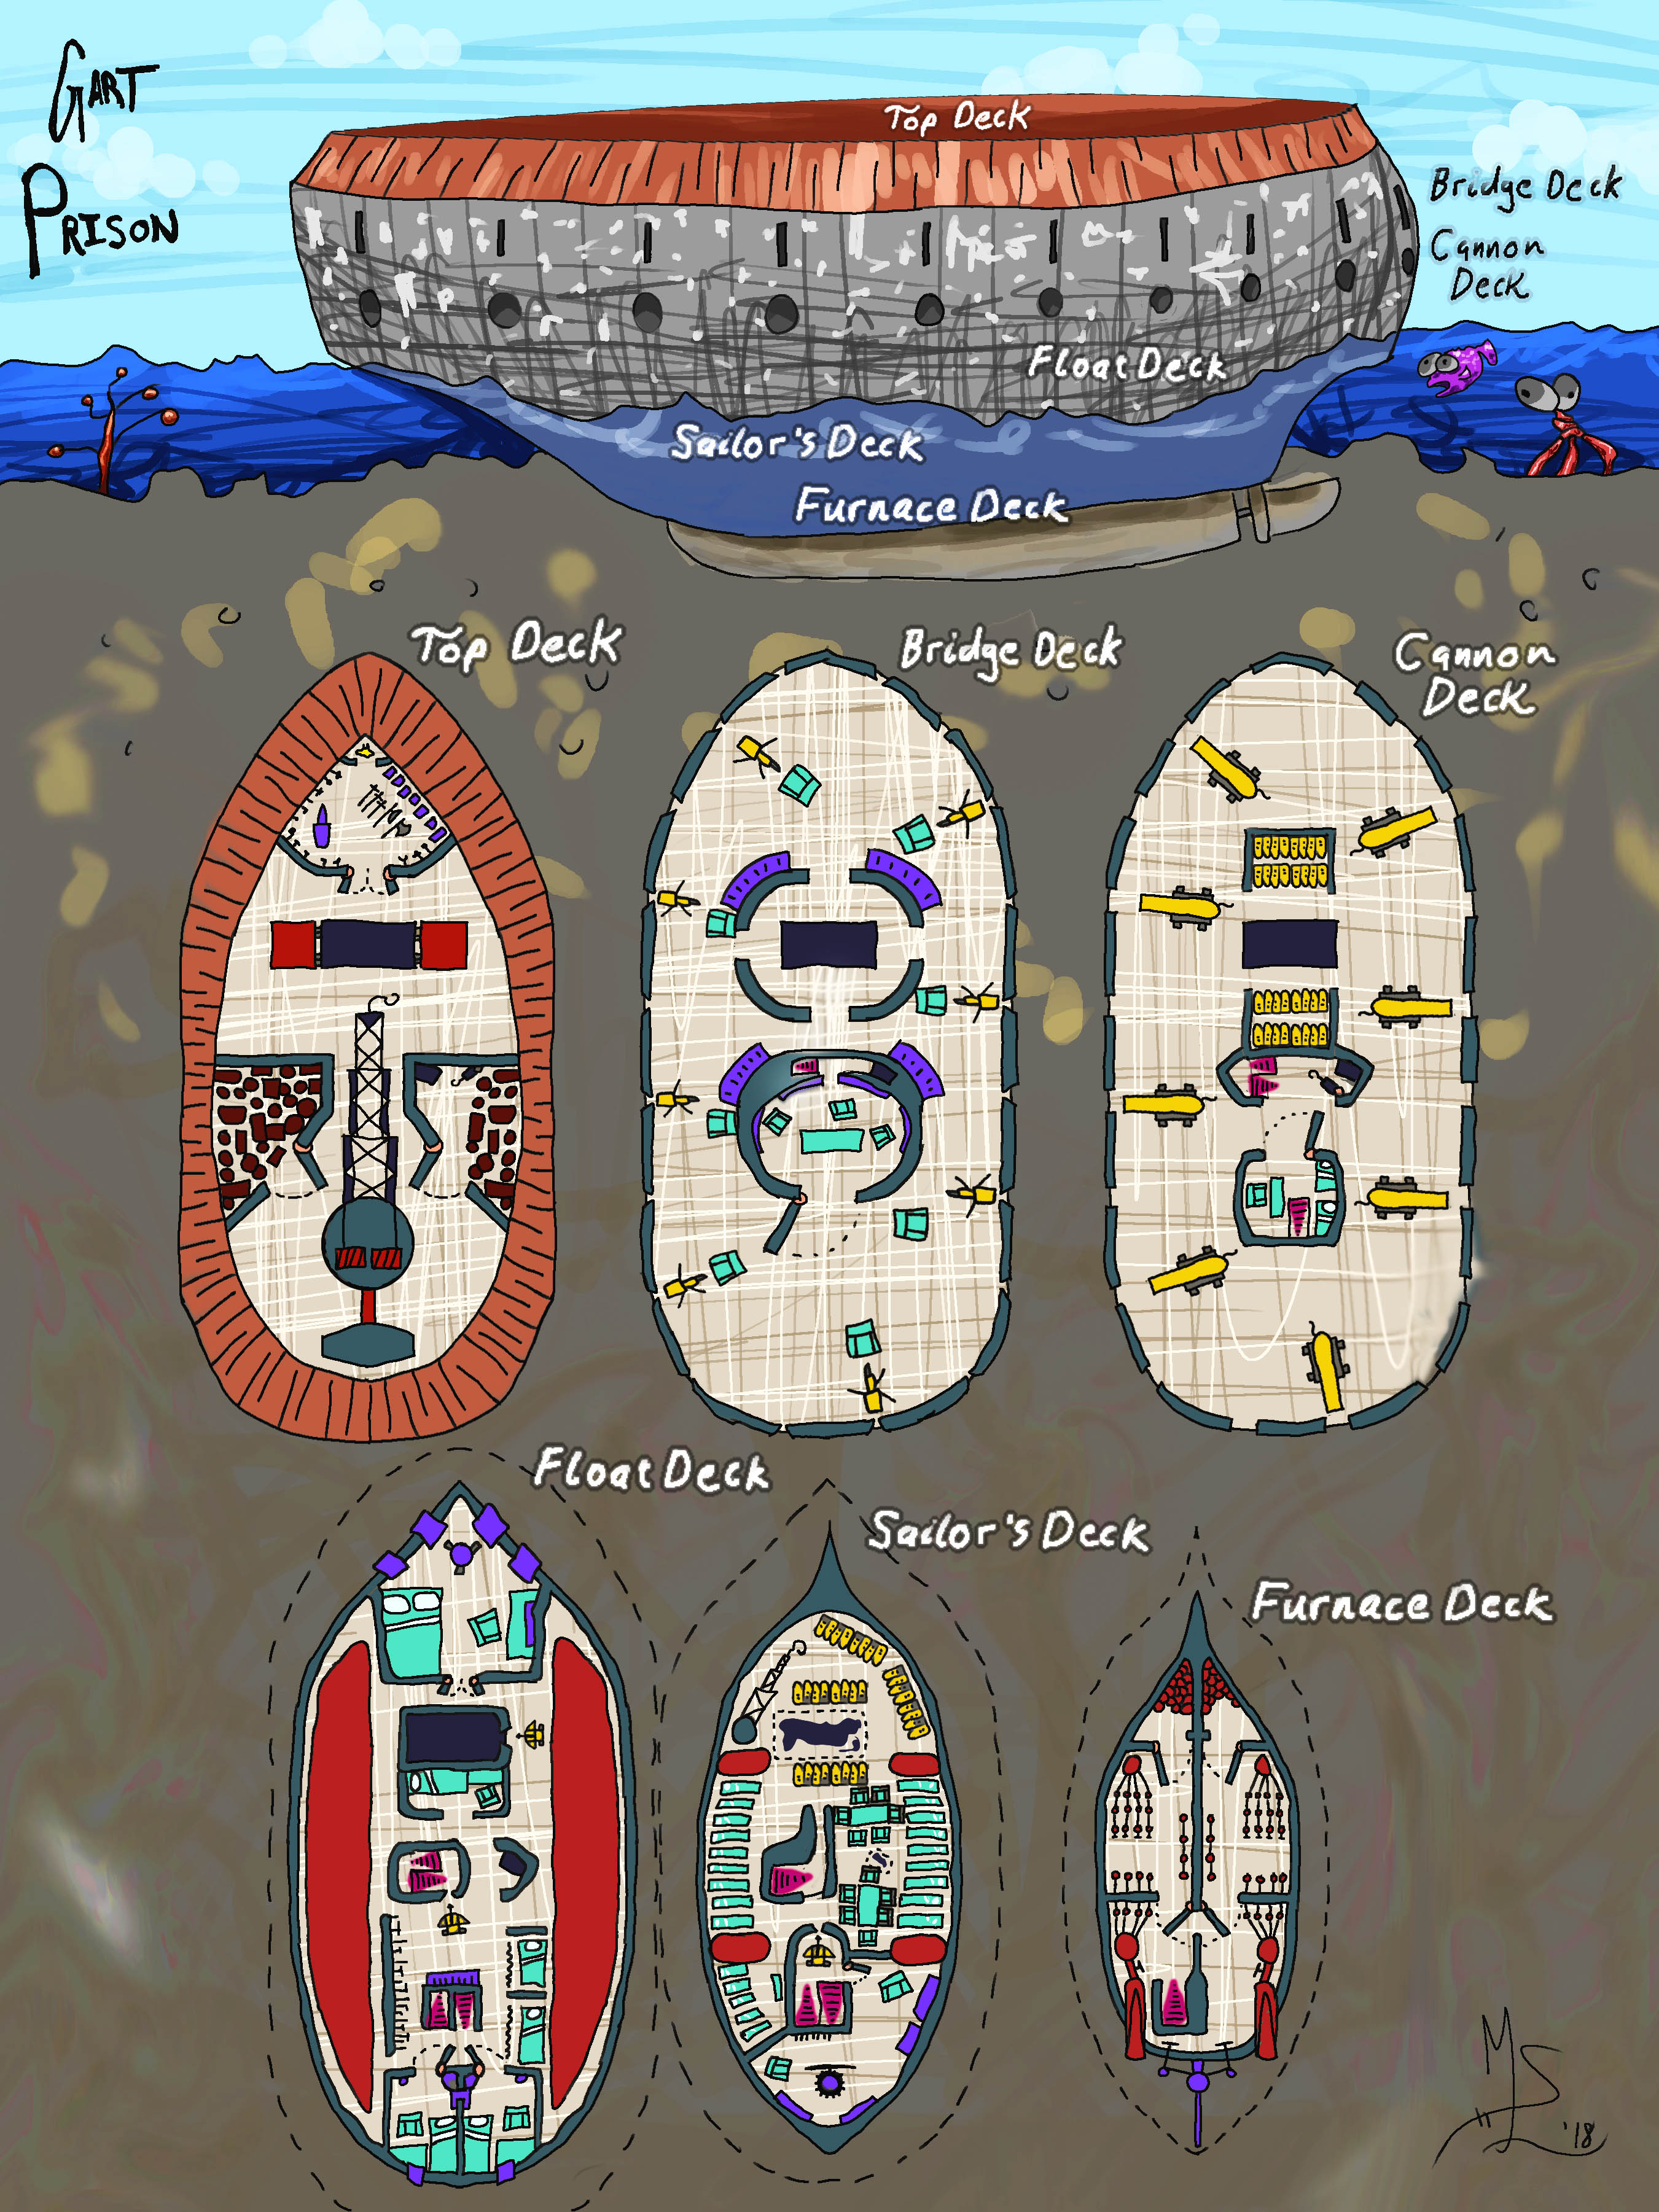 GART
PRISON
Top Deck
Bridge Deck
Cannon
Deck
Float Deck
Sailor's Deck
Furnace Deck
Top Deck
Bridge Deck
Cannon
Deck
Float Deck
Sailor's Deck
Furnace Deck
MS
'18